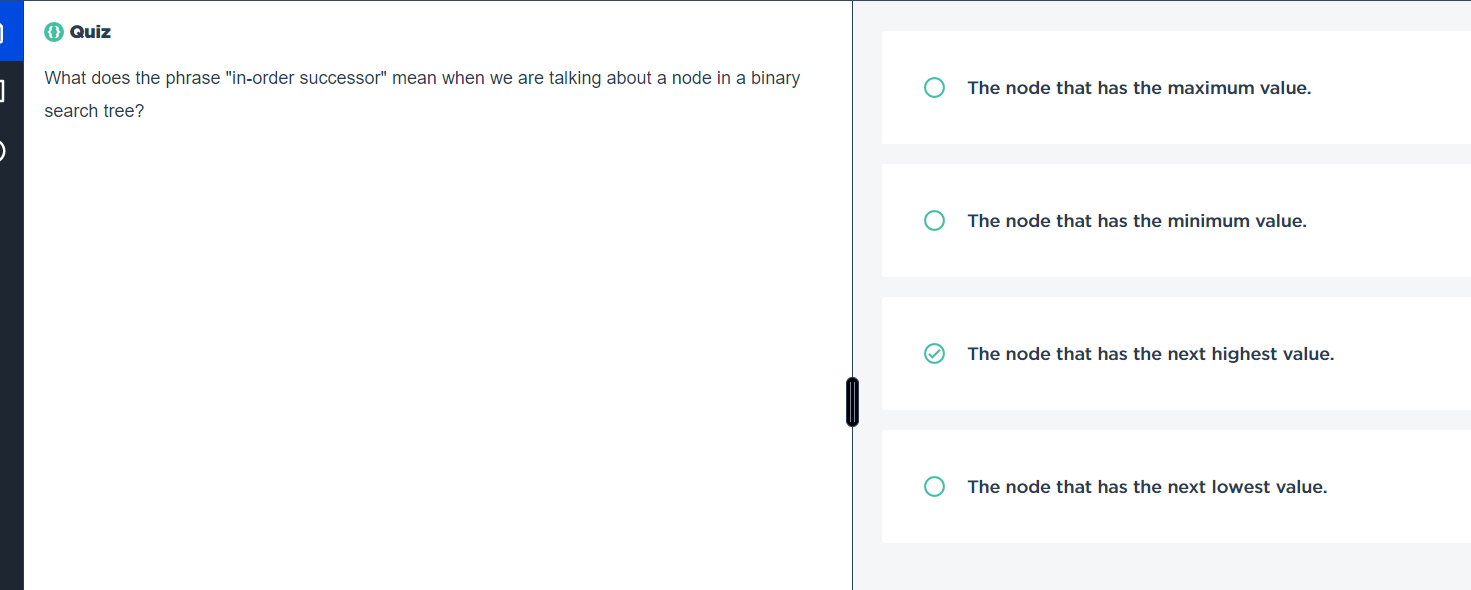 Quiz
What does the phrase "in-order successor" mean when we are talking about a node in a binary
search tree?
The node that has the maximum value.
The node that has the minimum value.
The node that has the next highest value.
The node that has the next lowest value.